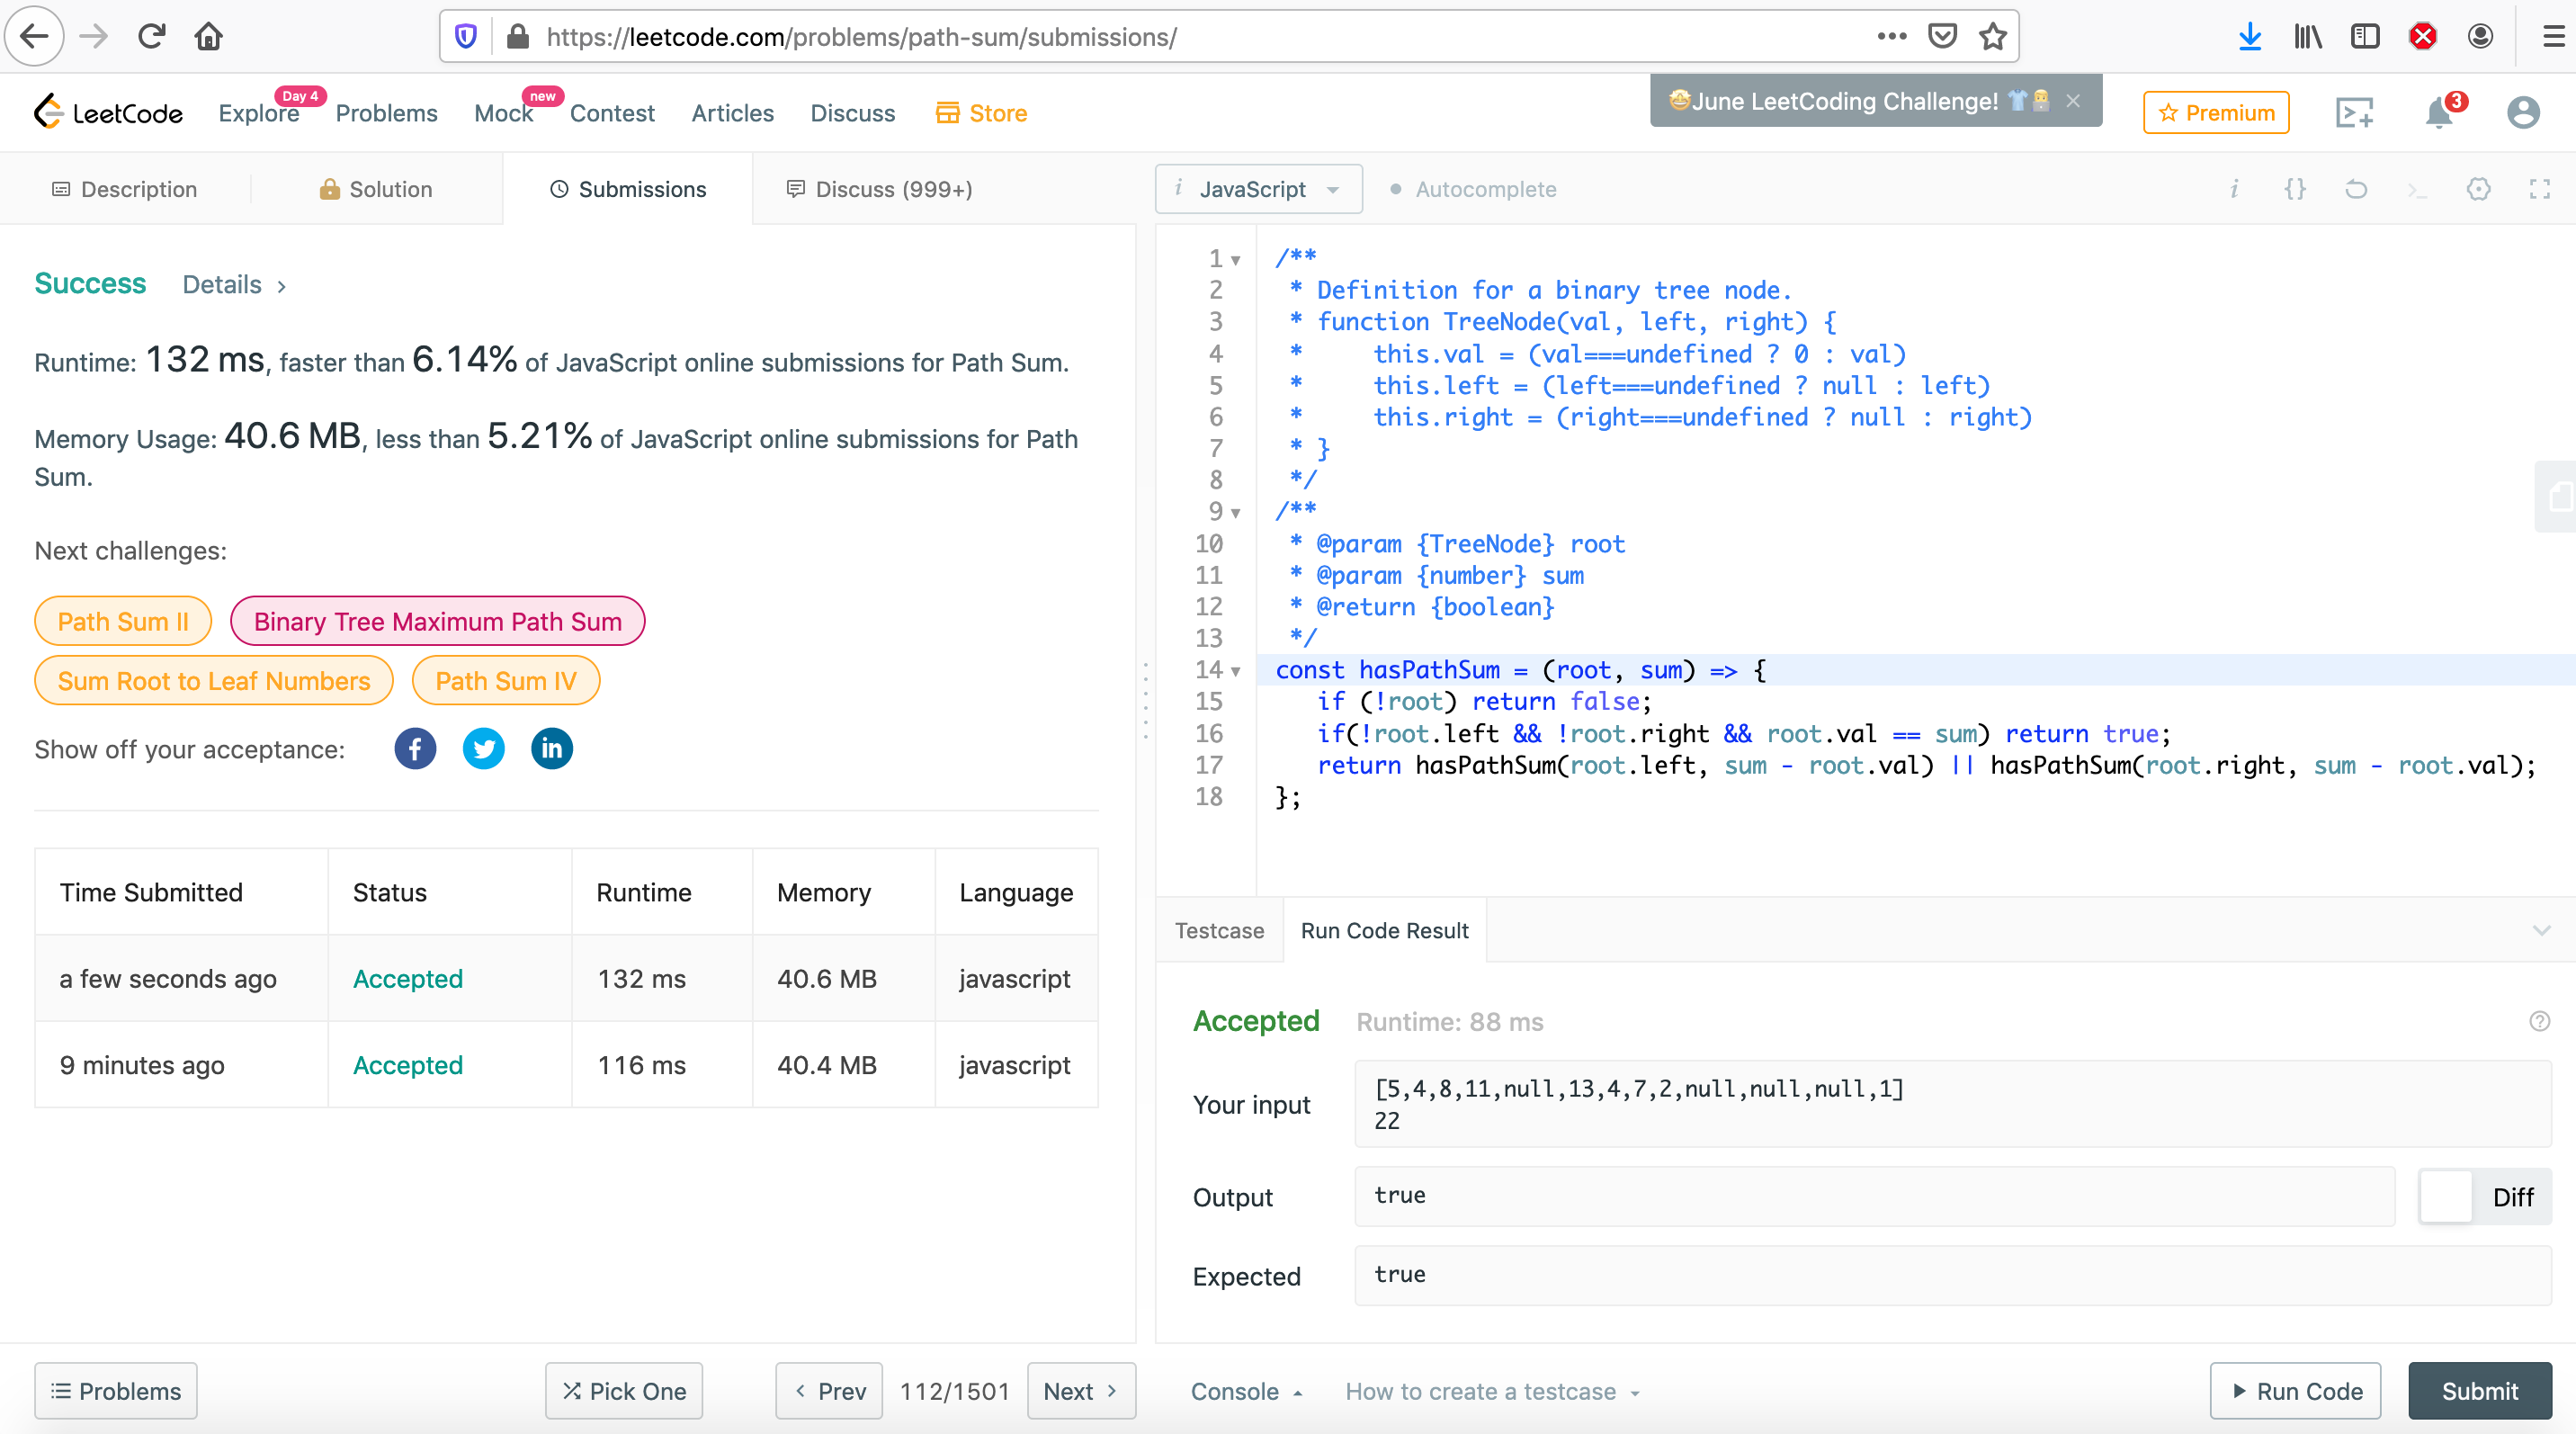 https://leetcode.com/problems/path-sum/submissions/
LeetCode
Explore
Day 4
Problems
Mock
new
Contest
Articles
Discuss
Store
🤩June LeetCoding Challenge! 👕👩‍💻 ×
Premium
3
Description
Solution
Submissions
Discuss (999+)
i JavaScript
Autocomplete
i {} >_
Success
Details >
Runtime: 132 ms, faster than 6.14% of JavaScript online submissions for Path Sum.
Memory Usage: 40.6 MB, less than 5.21% of JavaScript online submissions for Path
Sum.
Next challenges:
Path Sum II
Binary Tree Maximum Path Sum
Sum Root to Leaf Numbers
Path Sum IV
Show off your acceptance:
f
in
Time Submitted Status Runtime Memory Language
a few seconds ago Accepted 132 ms 40.6 MB javascript
9 minutes ago Accepted 116 ms 40.4 MB javascript
1 /**
2  * Definition for a binary tree node.
3  * function TreeNode(val, left, right) {
4  *     this.val = (val===undefined ? 0 : val)
5  *     this.left = (left===undefined ? null : left)
6  *     this.right = (right===undefined ? null : right)
7  * }
8  */
9 /**
10  * @param {TreeNode} root
11  * @param {number} sum
12  * @return {boolean}
13  */
14 const hasPathSum = (root, sum) => {
15    if (!root) return false;
16    if(!root.left && !root.right && root.val == sum) return true;
17    return hasPathSum(root.left, sum - root.val) || hasPathSum(root.right, sum - root.val);
18 };
Testcase
Run Code Result
Accepted
Runtime: 88 ms
?
Your input
[5,4,8,11,null,13,4,7,2,null,null,null,1]
22
Output
true
Diff
Expected
true
Problems
Pick One
< Prev
112/1501
Next >
Console
How to create a testcase
Run Code
Submit